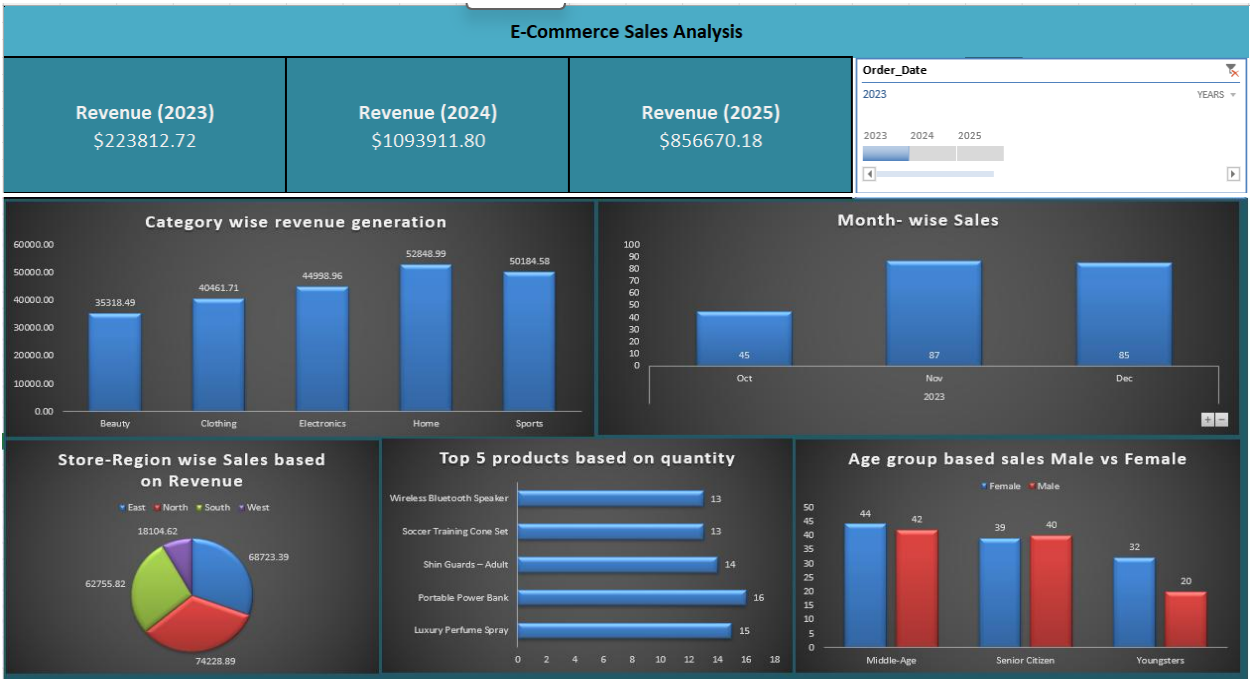 E-Commerce Sales Analysis
Revenue (2023)
$223812.72
Revenue (2024)
$1093911.80
Revenue (2025)
$856670.18
Order_Date
2023
YEARS
2023 2024 2025
Category wise revenue generation
60000.00
50000.00
40000.00
30000.00
20000.00
10000.00
0.00
35318.49
40461.71
44998.96
52848.99
50184.58
Beauty Clothing Electronics Home Sports
Month- wise Sales
100
90
80
70
60
50
40
30
20
10
0
45 87 85
Oct Nov Dec
2023
+ −
Store-Region wise Sales based
on Revenue
East North South West
18104.62
68723.39
62755.82
74228.89
Top 5 products based on quantity
Wireless Bluetooth Speaker 13
Soccer Training Cone Set 13
Shin Guards – Adult 14
Portable Power Bank 16
Luxury Perfume Spray 15
0 2 4 6 8 10 12 14 16 18
Age group based sales Male vs Female
Female Male
50
45
40
35
30
25
20
15
10
5
0
44 42 39 40 32 20
Middle-Age Senior Citizen Youngsters